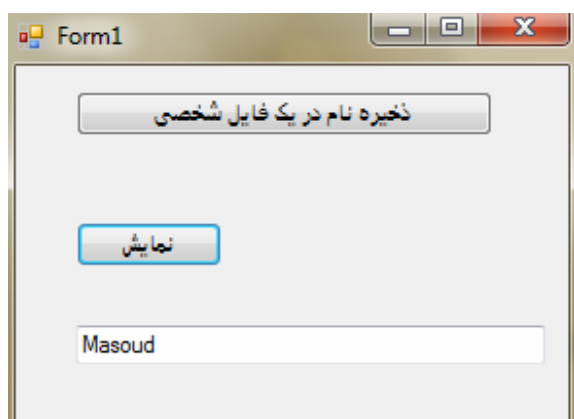 Form1
ذخیره نام در یک فایل شخصی
نمایش
Masoud